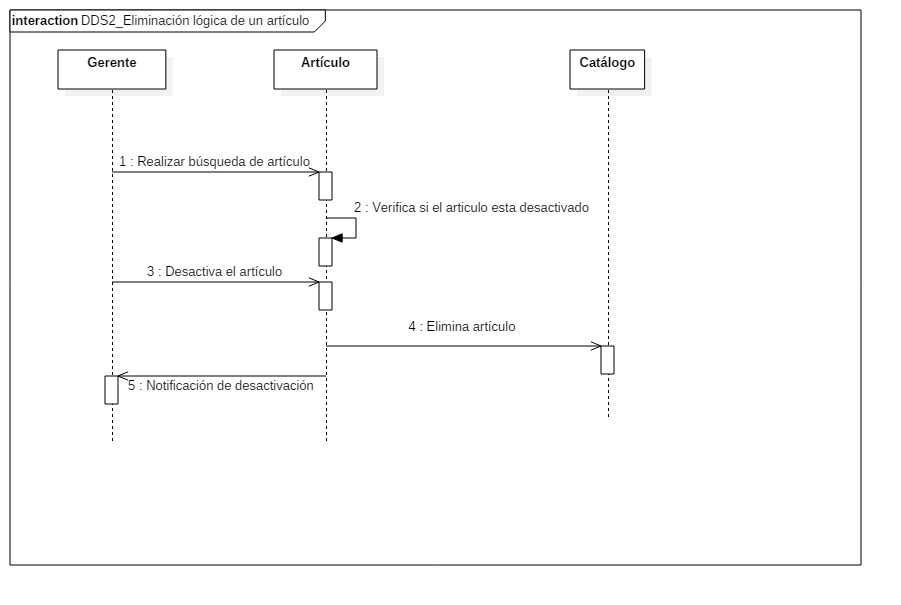 interaction DDS2_Eliminación lógica de un artículo
Gerente
Artículo
Catálogo
1 : Realizar búsqueda de artículo
2 : Verifica si el articulo esta desactivado
3 : Desactiva el artículo
4 : Elimina artículo
5 : Notificación de desactivación